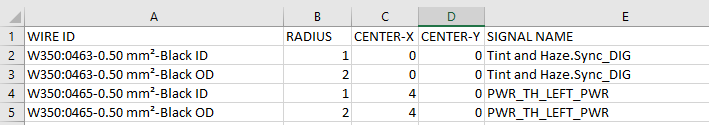 A B C D E
1 WIRE ID RADIUS CENTER-X CENTER-Y SIGNAL NAME
2 W350:0463-0.50 mm²-Black ID 1 0 0 Tint and Haze.Sync_DIG
3 W350:0463-0.50 mm²-Black OD 2 0 0 Tint and Haze.Sync_DIG
4 W350:0465-0.50 mm²-Black ID 1 4 0 PWR_TH_LEFT_PWR
5 W350:0465-0.50 mm²-Black OD 2 4 0 PWR_TH_LEFT_PWR